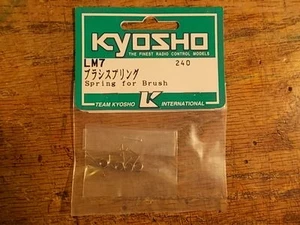 KYOSHO
THE FINEST RADIO CONTROL MODELS
LM7 240
ブラシスプリング
Spring for Brush
TEAM KYOSHO K INTERNATIONAL